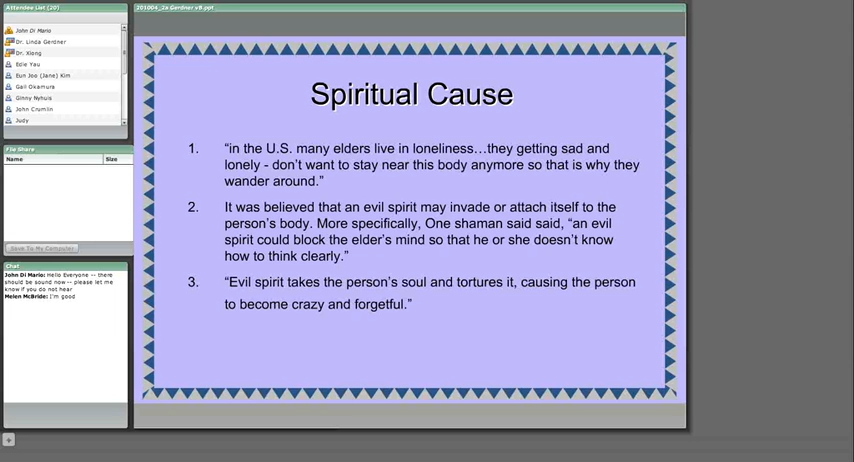 Attendee List (20)
John Di Mario
Dr. Linda Gerdner
Dr. Xiong
Edie Yau
Eun Joo (Jane) Kim
Gail Okamura
Ginny Nyhuis
John Crumlin
Judy
File Share
Name Size
Save To My Computer
Chat
John Di Mario: Hello Everyone -- there
should be sound now -- please let me
know if you do not hear
Melen McBride: I'm good
201004_2a Gerdner v8.ppt
Spiritual Cause
1. “in the U.S. many elders live in loneliness…they getting sad and
lonely - don’t want to stay near this body anymore so that is why they
wander around.”
2. It was believed that an evil spirit may invade or attach itself to the
person’s body. More specifically, One shaman said said, “an evil
spirit could block the elder’s mind so that he or she doesn’t know
how to think clearly.”
3. “Evil spirit takes the person’s soul and tortures it, causing the person
to become crazy and forgetful.”